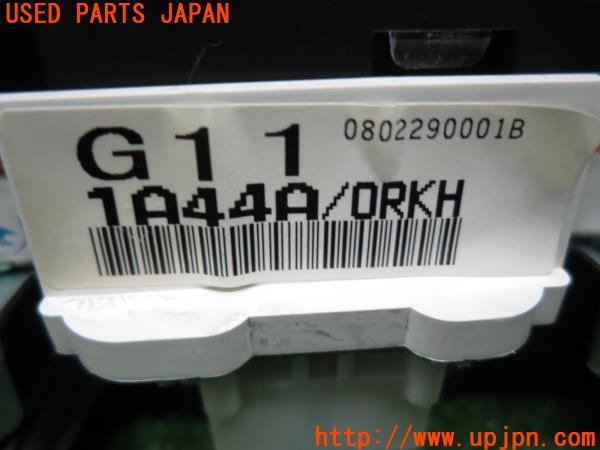 USED PARTS JAPAN
G11
0802290001B
1A44A/0RKH
http://www.upjpn.com/